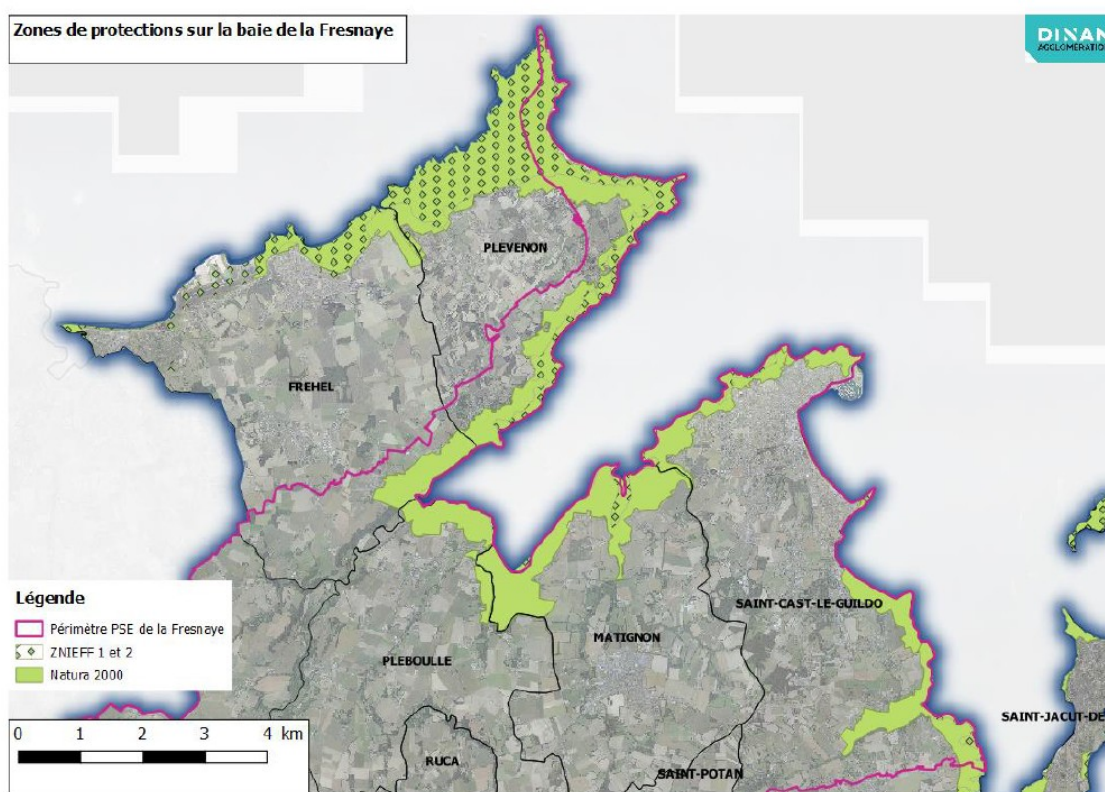 Zones de protections sur la baie de la Fresnaye
DINAN
AGGLOMÉRATION
PLEVENON
FREHEL
SAINT-CAST-LE-GUILDO
MATIGNON
PLEBOULLE
SAINT-JACUT-DE
RUCA
SAINT-POTAN
Légende
Périmètre PSE de la Fresnaye
ZNIEFF 1 et 2
Natura 2000
0 1 2 3 4 km